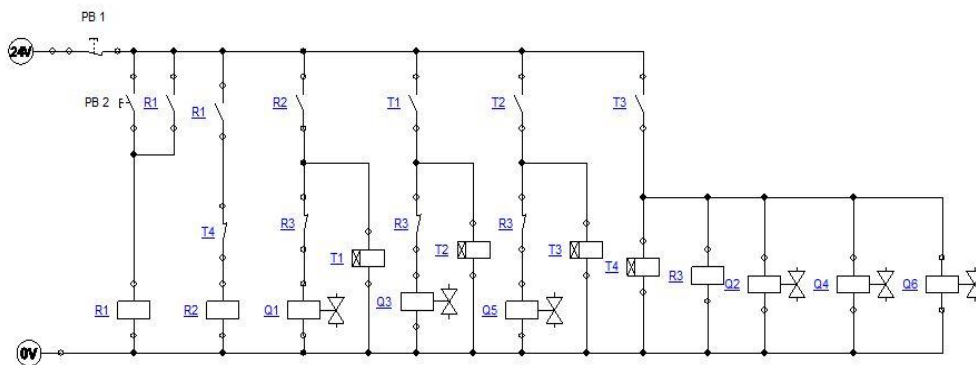 PB 1
24V
PB 2 R1 R1 R2 T1 T2 T3
T4 R3 R3 R3
T1 T2 T3 T4 R3 Q2 Q4 Q6
R1 R2 Q1 Q3 Q5
0V